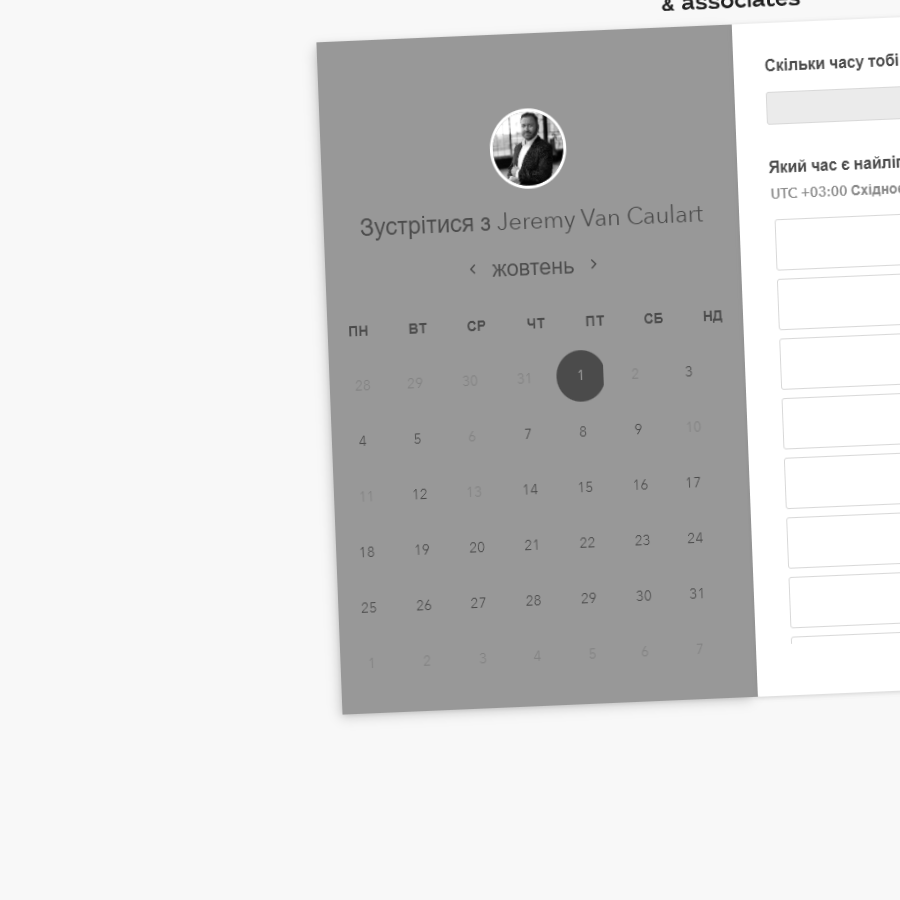 & associates
Зустрітися з Jeremy Van Caulart
жовтень
ПН ВТ СР ЧТ ПТ СБ НД
28 29 30 31 1 2 3
4 5 6 7 8 9 10
11 12 13 14 15 16 17
18 19 20 21 22 23 24
25 26 27 28 29 30 31
1 2 3 4 5 6 7
Скільки часу тобі
Який час є
UTC +03:00